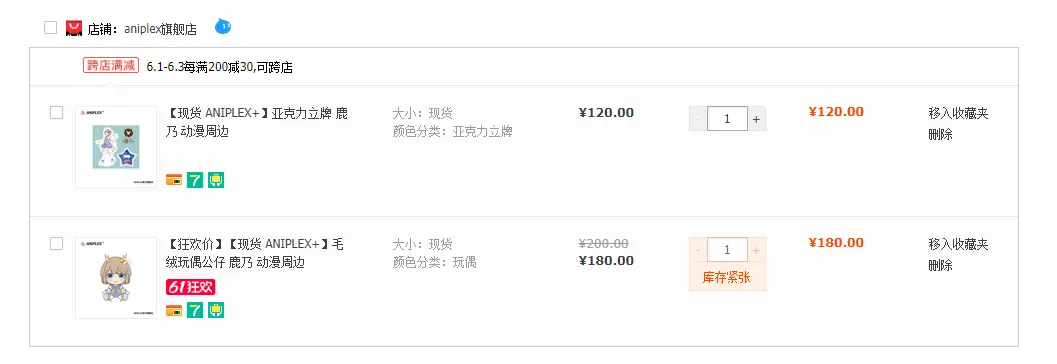 店铺：aniplex旗舰店
跨店满减 6.1-6.3每满200减30,可跨店
ANIPLEX+
【现货 ANIPLEX+】亚克力立牌 鹿
乃 动漫周边
大小：现货
颜色分类：亚克力立牌
¥120.00
- 1 +
¥120.00
移入收藏夹
删除
7
ANIPLEX+
【狂欢价】【现货 ANIPLEX+】毛
绒玩偶公仔 鹿乃 动漫周边
61狂欢
大小：现货
颜色分类：玩偶
¥200.00
¥180.00
- 1 +
库存紧张
¥180.00
移入收藏夹
删除
7